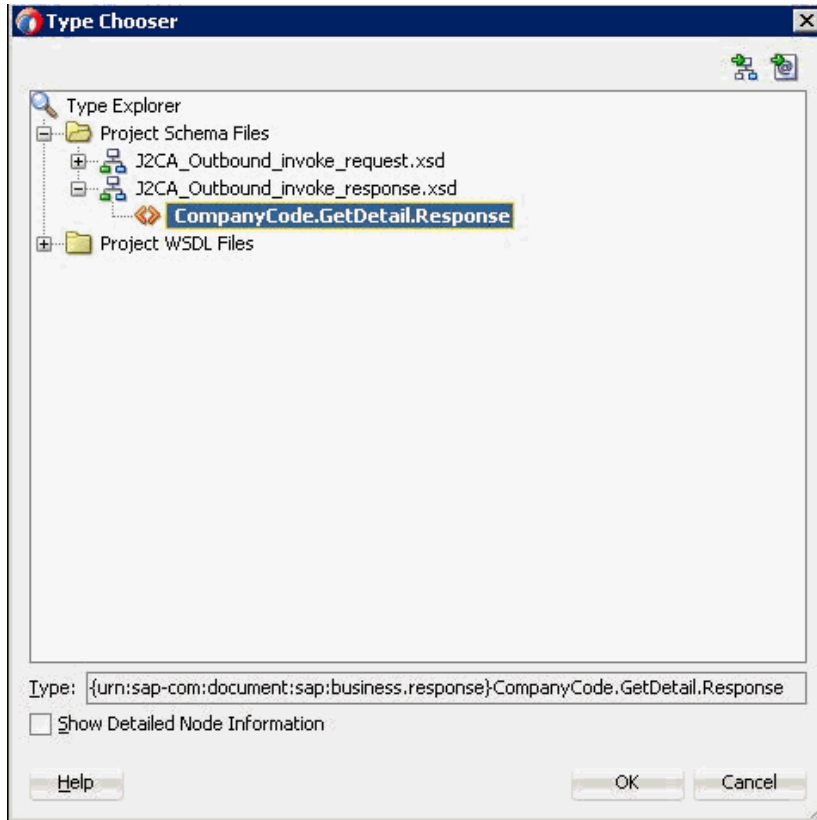 Type Chooser
Type Explorer
Project Schema Files
J2CA_Outbound_invoke_request.xsd
J2CA_Outbound_invoke_response.xsd
CompanyCode.GetDetail.Response
Project WSDL Files
Type: {urn:sap-com:document:sap:business.response}CompanyCode.GetDetail.Response
Show Detailed Node Information
Help OK Cancel